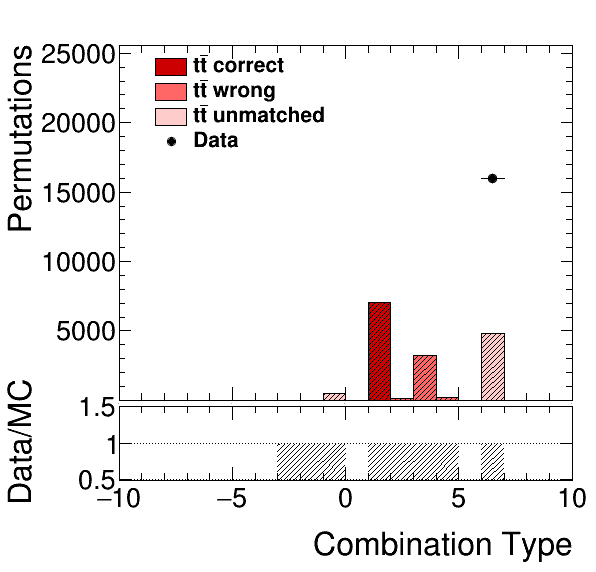 Permutations
25000
20000
15000
10000
5000
tt̄ correct
tt̄ wrong
tt̄ unmatched
Data
Data/MC
1.5
1
0.5
−10 −5 0 5 10
Combination Type